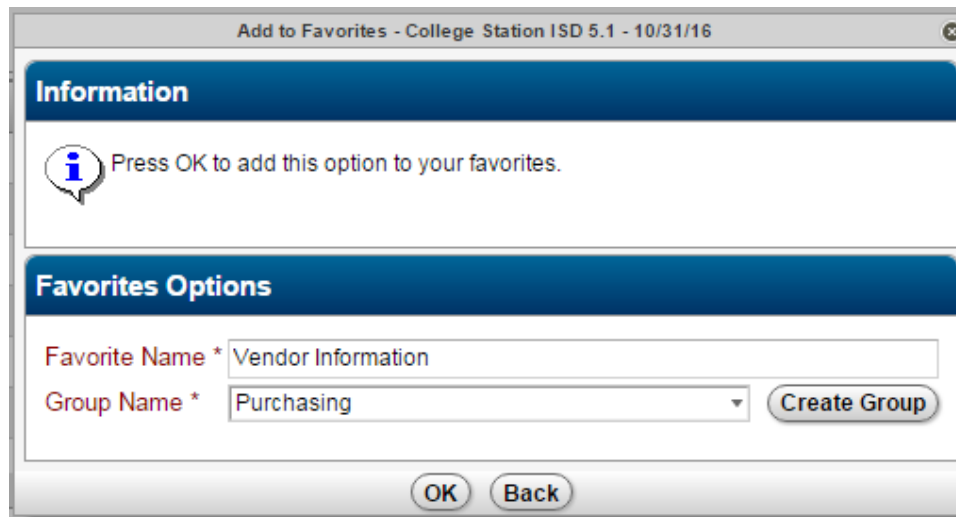 Add to Favorites - College Station ISD 5.1 - 10/31/16
Information
Press OK to add this option to your favorites.
Favorites Options
Favorite Name * Vendor Information
Group Name * Purchasing Create Group
OK Back